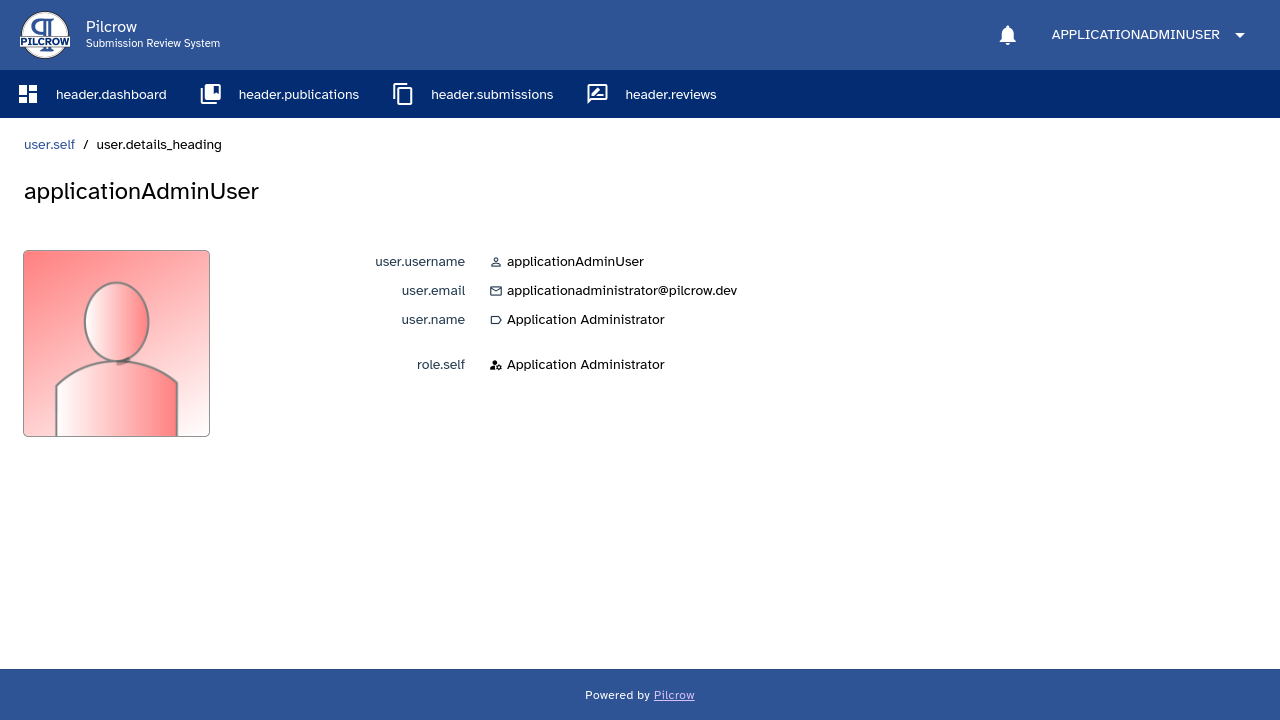 PILCROW
Pilcrow
Submission Review System
APPLICATIONADMINUSER
header.dashboard
header.publications
header.submissions
header.reviews
user.self / user.details_heading
applicationAdminUser
user.username applicationAdminUser
user.email applicationadministrator@pilcrow.dev
user.name Application Administrator
role.self Application Administrator
Powered by Pilcrow